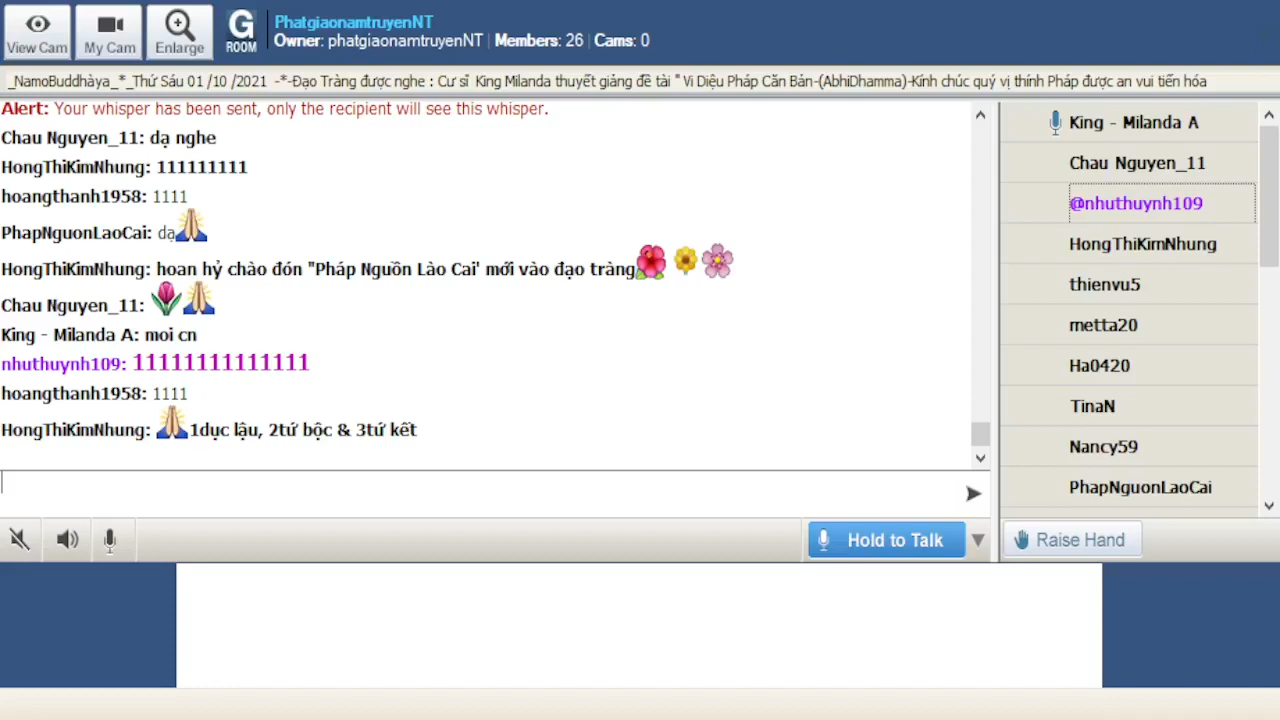 View Cam
My Cam
Enlarge
G
ROOM
PhatgiaonamtruyenNT
Owner: phatgiaonamtruyenNT | Members: 26 | Cams: 0
_NamoBuddhàya_*_Thứ Sáu 01 /10 /2021 -*-Đạo Tràng được nghe : Cư sĩ King Milanda thuyết giảng đề tài " Vi Diệu Pháp Căn Bản-(AbhiDhamma)-Kính chúc quý vị thính Pháp được an vui tiến hóa
Alert: Your whisper has been sent, only the recipient will see this whisper.
Chau Nguyen_11: dạ nghe
HongThiKimNhung: 111111111
hoangthanh1958: 1111
PhapNguonLaoCai: dạ
HongThiKimNhung: hoan hỷ chào đón "Pháp Nguồn Lào Cai' mới vào đạo tràng
Chau Nguyen_11:
King - Milanda A: moi cn
nhuthuynh109: 11111111111111
hoangthanh1958: 1111
HongThiKimNhung: 1dục lậu, 2tứ bộc & 3tứ kết
King - Milanda A
Chau Nguyen_11
@nhuthuynh109
HongThiKimNhung
thienvu5
metta20
Ha0420
TinaN
Nancy59
PhapNguonLaoCai
Hold to Talk
Raise Hand